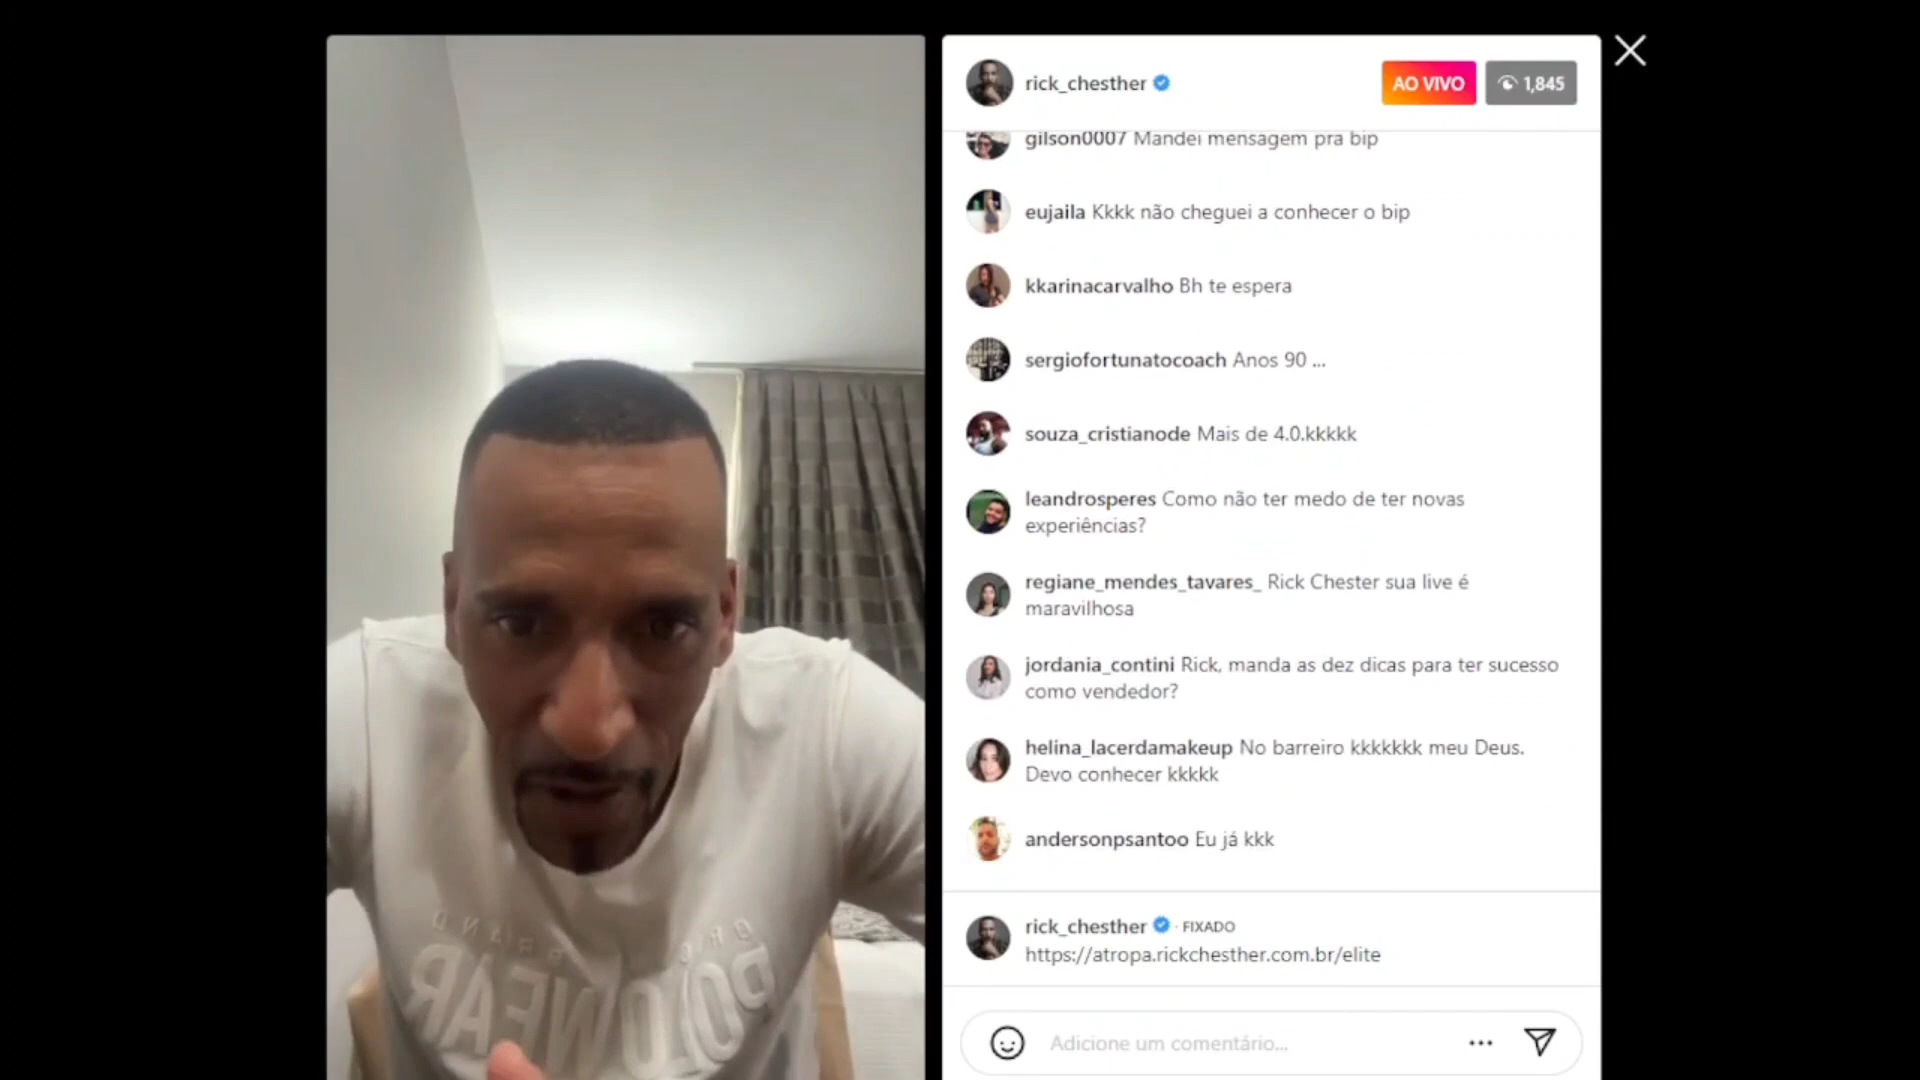 rick_chesther
AO VIVO
1,845
gilson0007 Mandei mensagem pra bip
eujaila Kkkk não cheguei a conhecer o bip
kkarinacarvalho Bh te espera
sergiofortunatocoach Anos 90 ...
souza_cristianode Mais de 4.0.kkkkk
leandrosperes Como não ter medo de ter novas
experiências?
regiane_mendes_tavares_ Rick Chester sua live é
maravilhosa
jordania_contini Rick, manda as dez dicas para ter sucesso
como vendedor?
helina_lacerdamakeup No barreiro kkkkkkk meu Deus.
Devo conhecer kkkkk
andersonpsantoo Eu já kkk
rick_chesther · FIXADO
https://atropa.rickchesther.com.br/elite
Adicione um comentário...
POLO WEAR